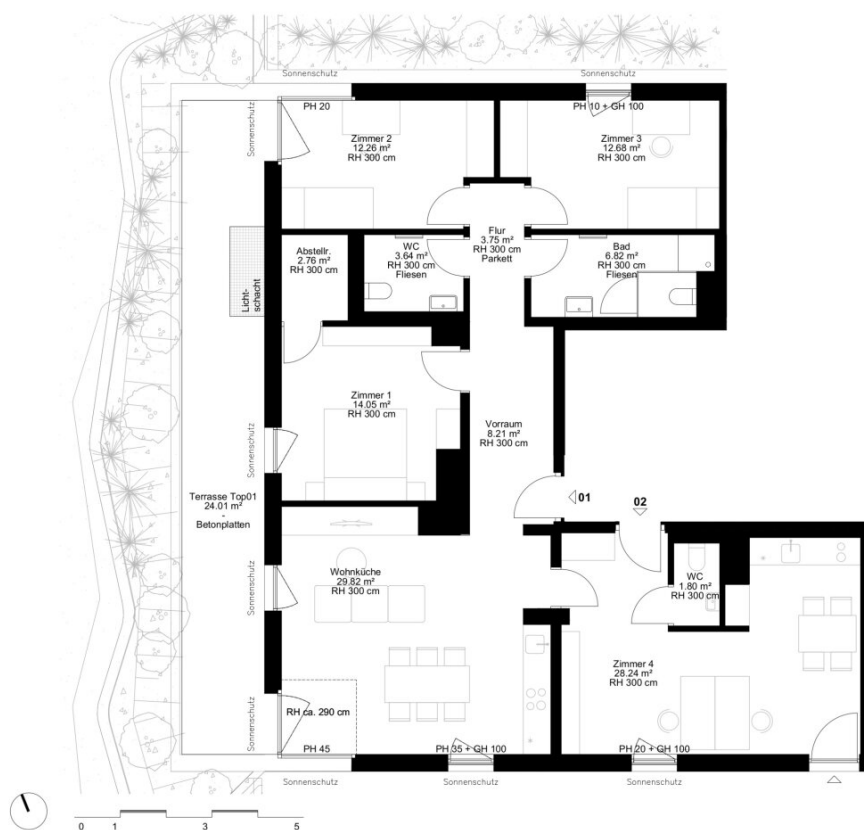 Sonnenschutz
Sonnenschutz
Sonnenschutz
PH 20
PH 10 + GH 100
Zimmer 2
12.26 m²
RH 300 cm
Zimmer 3
12.68 m²
RH 300 cm
Flur
3.75 m²
RH 300 cm
Parkett
Abstellr.
2.76 m²
RH 300 cm
WC
3.64 m²
RH 300 cm
Fliesen
Bad
6.82 m²
RH 300 cm
Fliesen
Licht-
schacht
Zimmer 1
14.05 m²
RH 300 cm
Vorraum
8.21 m²
RH 300 cm
Sonnenschutz
Terrasse Top01
24.01 m²
-
Betonplatten
01
02
Wohnküche
29.82 m²
RH 300 cm
Sonnenschutz
WC
1.80 m²
RH 300 cm
Zimmer 4
28.24 m²
RH 300 cm
Sonnenschutz
RH ca. 290 cm
PH 45
PH 35 + GH 100
PH 20 + GH 100
Sonnenschutz
Sonnenschutz
Sonnenschutz
0 1 3 5